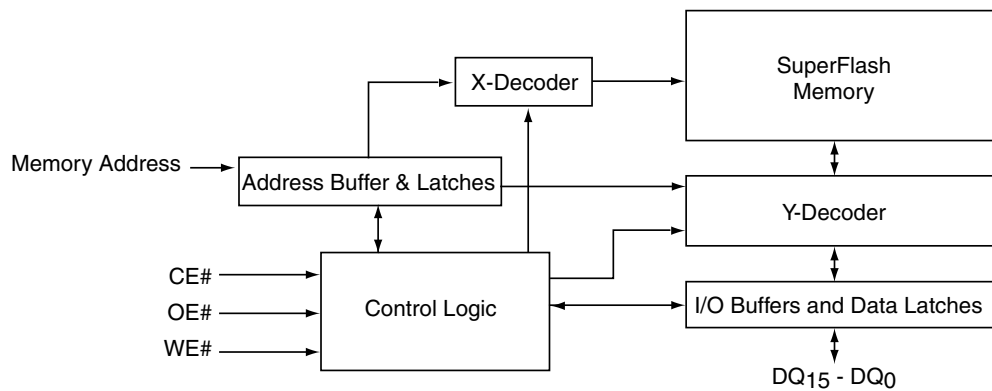 X-Decoder
SuperFlash
Memory
Memory Address
Address Buffer & Latches
Y-Decoder
CE#
OE#
WE#
Control Logic
I/O Buffers and Data Latches
DQ15 - DQ0